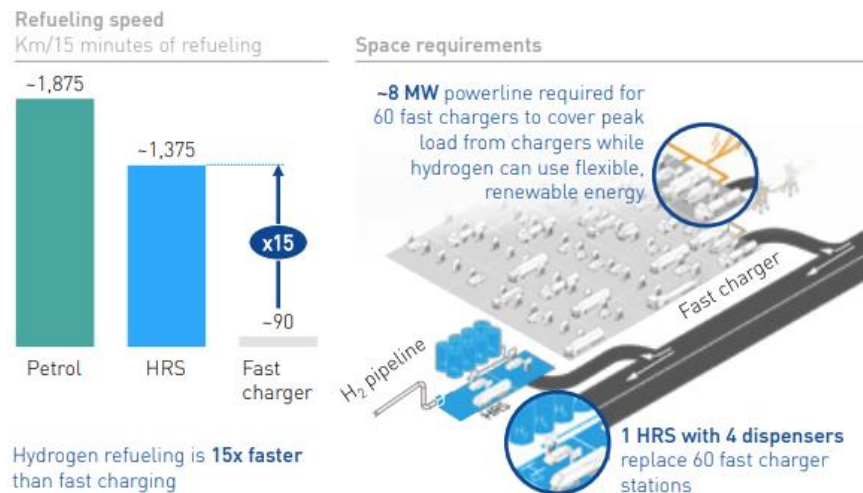 Refueling speed
Km/15 minutes of refueling
~1,875
~1,375
x15
~90
Petrol
HRS
Fast
charger
Hydrogen refueling is 15x faster
than fast charging
Space requirements
~8 MW powerline required for
60 fast chargers to cover peak
load from chargers while
hydrogen can use flexible,
renewable energy
Fast charger
H₂ pipeline
HRS
1 HRS with 4 dispensers
replace 60 fast charger
stations